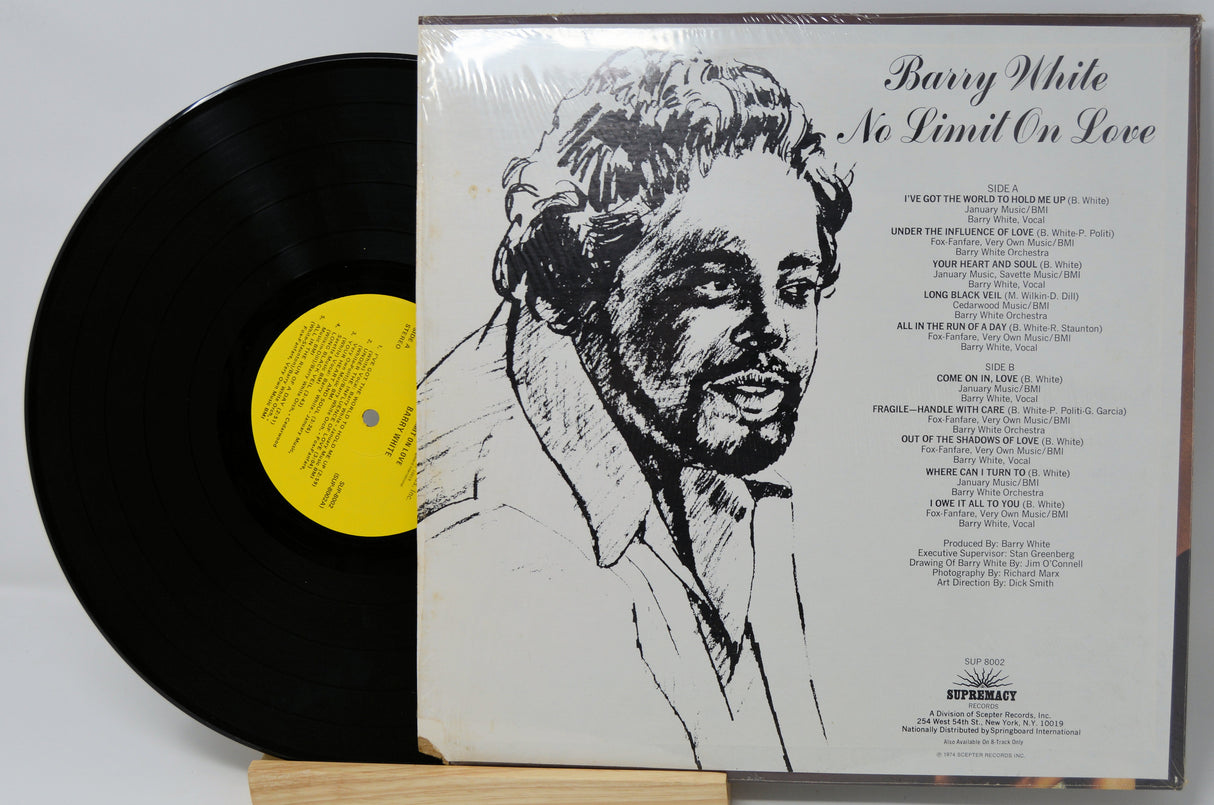 Barry White
No Limit On Love
SIDE A
I'VE GOT THE WORLD TO HOLD ME UP (B. White)
January Music/BMI
Barry White, Vocal
UNDER THE INFLUENCE OF LOVE (B. White-P. Politi)
Fox-Fanfare, Very Own Music/BMI
Barry White Orchestra
YOUR HEART AND SOUL (B. White)
January Music, Savette Music/BMI
Barry White, Vocal
LONG BLACK VEIL (M. Wilkin-D. Dill)
Cedarwood Music/BMI
Barry White Orchestra
ALL IN THE RUN OF A DAY (B. White-R. Staunton)
Fox-Fanfare, Very Own Music/BMI
Barry White, Vocal
SIDE B
COME ON IN, LOVE (B. White)
January Music/BMI
Barry White, Vocal
FRAGILE—HANDLE WITH CARE (B. White-P. Politi-G. Garcia)
Fox-Fanfare, Very Own Music/BMI
Barry White Orchestra
OUT OF THE SHADOWS OF LOVE (B. White)
Fox-Fanfare, Very Own Music/BMI
Barry White, Vocal
WHERE CAN I TURN TO (B. White)
January Music/BMI
Barry White Orchestra
I OWE IT ALL TO YOU (B. White)
Fox-Fanfare, Very Own Music/BMI
Barry White, Vocal
Produced By: Barry White
Executive Supervisor: Stan Greenberg
Drawing Of Barry White By: Jim O'Connell
Photography By: Richard Marx
Art Direction By: Dick Smith
SUP 8002
SUPREMACY
RECORDS
A Division of Scepter Records, Inc.
254 West 54th St., New York, N.Y. 10019
Nationally Distributed by Springboard International
Also Available On 8-Track Only
℗ 1974 SCEPTER RECORDS INC.
SIDE A
STEREO
ON LOVE
BARRY WHITE
SUP-8002
(SUP-8002A)